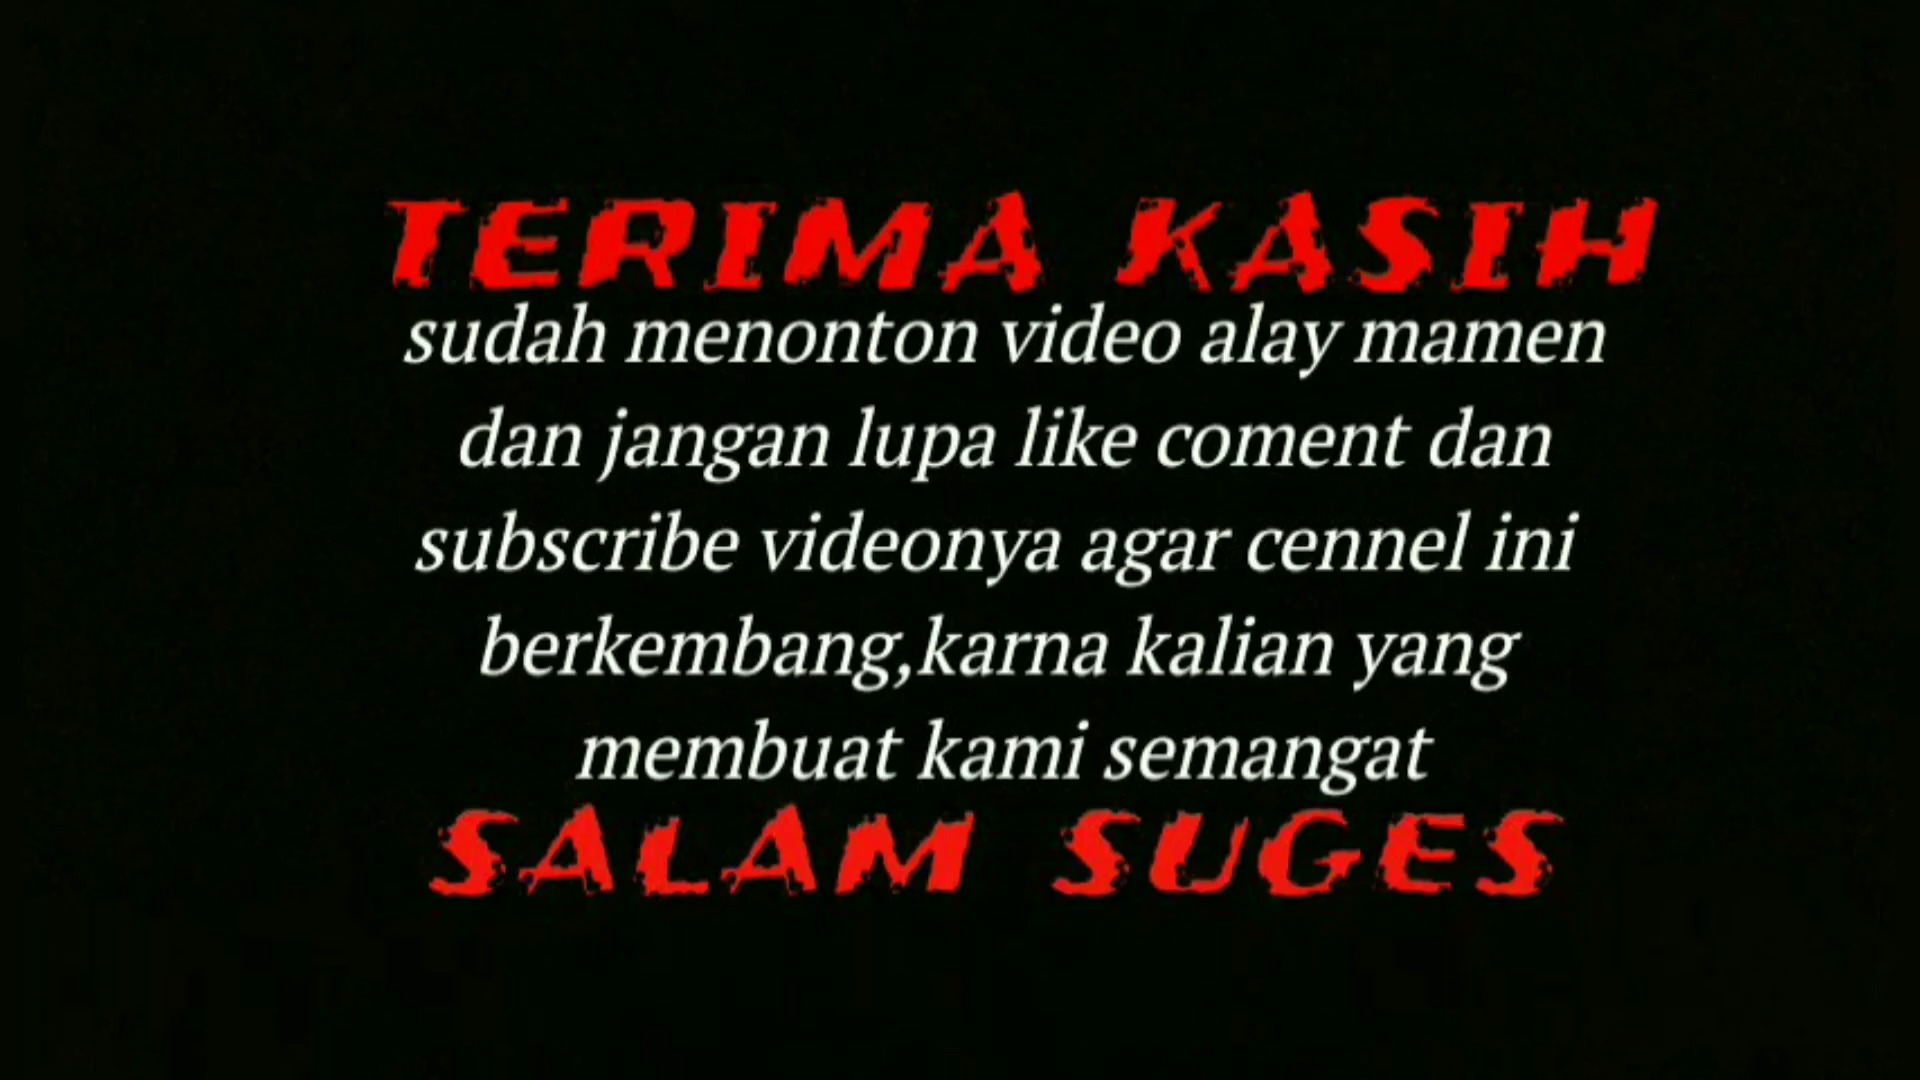 TERIMA KASIH
sudah menonton video alay mamen
dan jangan lupa like coment dan
subscribe videonya agar cennel ini
berkembang,karna kalian yang
membuat kami semangat
SALAM SUGES